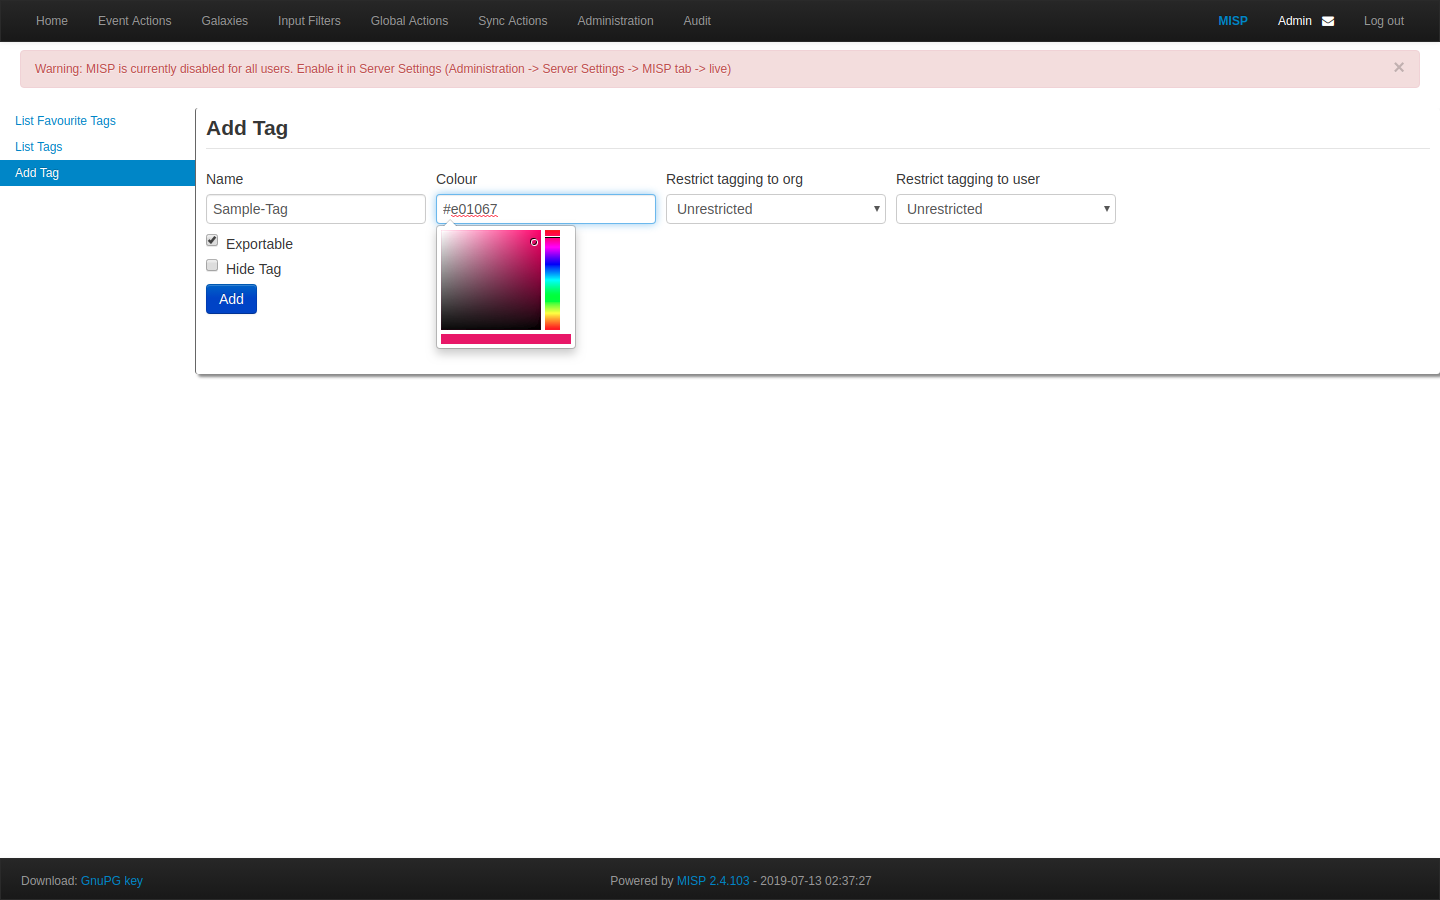 Home Event Actions Galaxies Input Filters Global Actions Sync Actions Administration Audit MISP Admin Log out
Warning: MISP is currently disabled for all users. Enable it in Server Settings (Administration -> Server Settings -> MISP tab -> live) ×
List Favourite Tags
List Tags
Add Tag
Add Tag
Name Colour Restrict tagging to org Restrict tagging to user
Sample-Tag #e01067 Unrestricted Unrestricted
Exportable
Hide Tag
Add
Download: GnuPG key Powered by MISP 2.4.103 - 2019-07-13 02:37:27